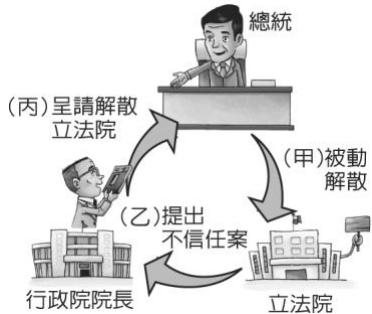 總統
(丙)呈請解散
立法院
(甲)被動
解散
(乙)提出
不信任案
行政院院長
立法院